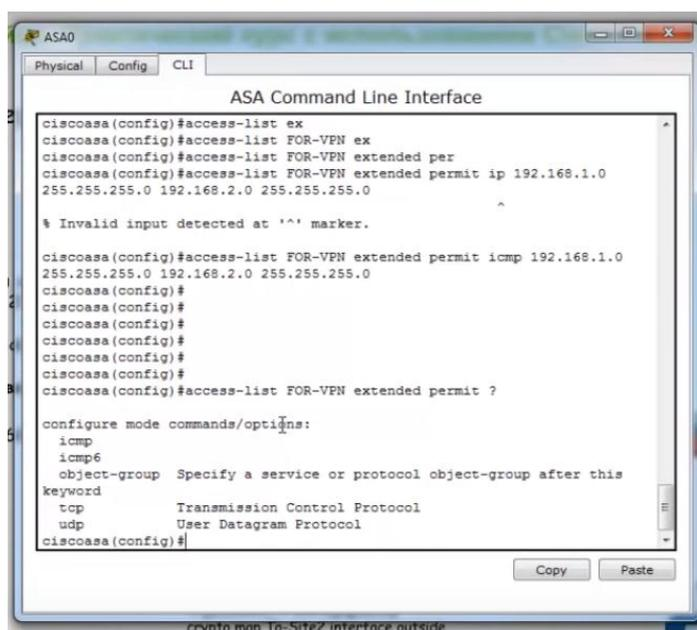 ASA0
Physical Config CLI
ASA Command Line Interface
ciscoasa(config)#access-list ex
ciscoasa(config)#access-list FOR-VPN ex
ciscoasa(config)#access-list FOR-VPN extended per
ciscoasa(config)#access-list FOR-VPN extended permit ip 192.168.1.0
255.255.255.0 192.168.2.0 255.255.255.0
^
% Invalid input detected at '^' marker.
ciscoasa(config)#access-list FOR-VPN extended permit icmp 192.168.1.0
255.255.255.0 192.168.2.0 255.255.255.0
ciscoasa(config)#
ciscoasa(config)#
ciscoasa(config)#
ciscoasa(config)#
ciscoasa(config)#
ciscoasa(config)#
ciscoasa(config)#access-list FOR-VPN extended permit ?
configure mode commands/options:
icmp
icmp6
object-group Specify a service or protocol object-group after this
keyword
tcp Transmission Control Protocol
udp User Datagram Protocol
ciscoasa(config)#
Copy Paste
crypto map To-Site2 interface outside